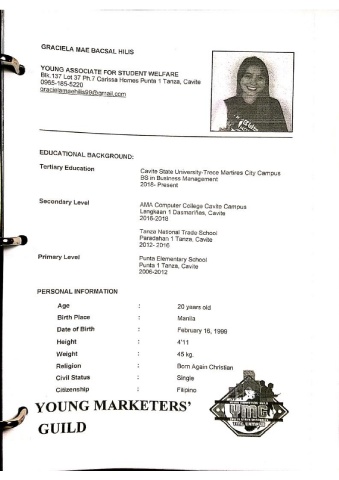 GRACIELA MAE BACSAL HILIS
YOUNG ASSOCIATE FOR STUDENT WELFARE
Blk.137 Lot 37 Ph.7 Carissa Homes Punta 1 Tanza, Cavite
0965-185-5220
gracielamaehilis99@gmail.com
EDUCATIONAL BACKGROUND:
Tertiary Education
Cavite State University-Trece Martires City Campus
BS in Business Management
2018- Present
Secondary Level
AMA Computer College Cavite Campus
Langkaan 1 Dasmariñas, Cavite
2016-2018
Tanza National Trade School
Paradahan 1 Tanza, Cavite
2012- 2016
Primary Level
Punta Elementary School
Punta 1 Tanza, Cavite
2006-2012
PERSONAL INFORMATION
Age : 20 years old
Birth Place : Manila
Date of Birth : February 16, 1999
Height : 4'11
Weight : 45 kg.
Religion : Born Again Christian
Civil Status : Single
Citizenship : Filipino
YOUNG MARKETERS'
GUILD
YMG